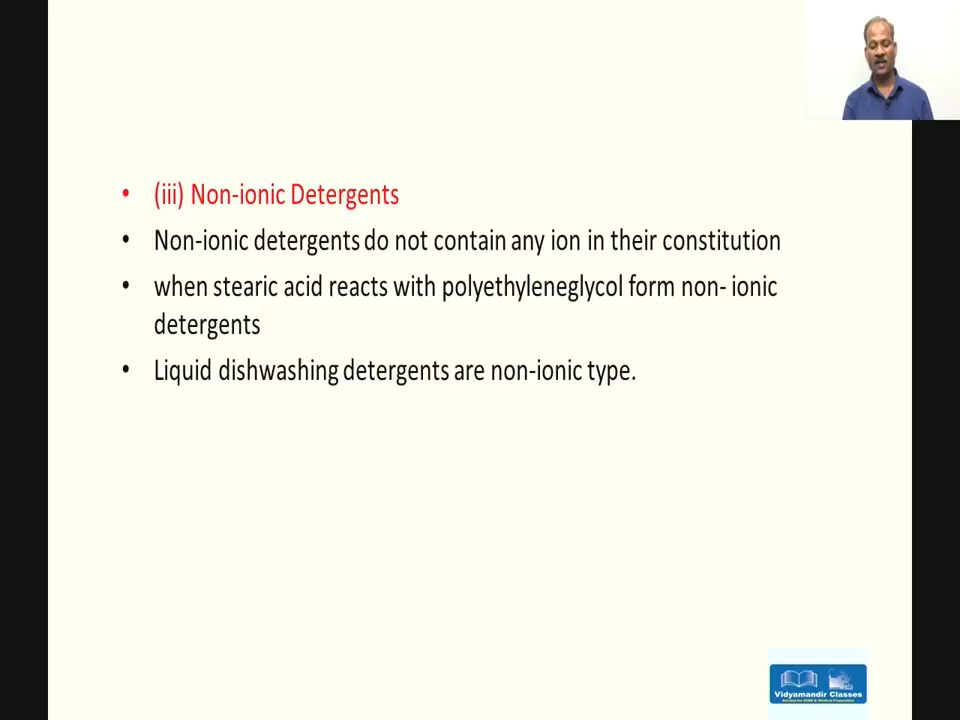 • (iii) Non-ionic Detergents
• Non-ionic detergents do not contain any ion in their constitution
• when stearic acid reacts with polyethyleneglycol form non- ionic
detergents
• Liquid dishwashing detergents are non-ionic type.
Vidyamandir Classes